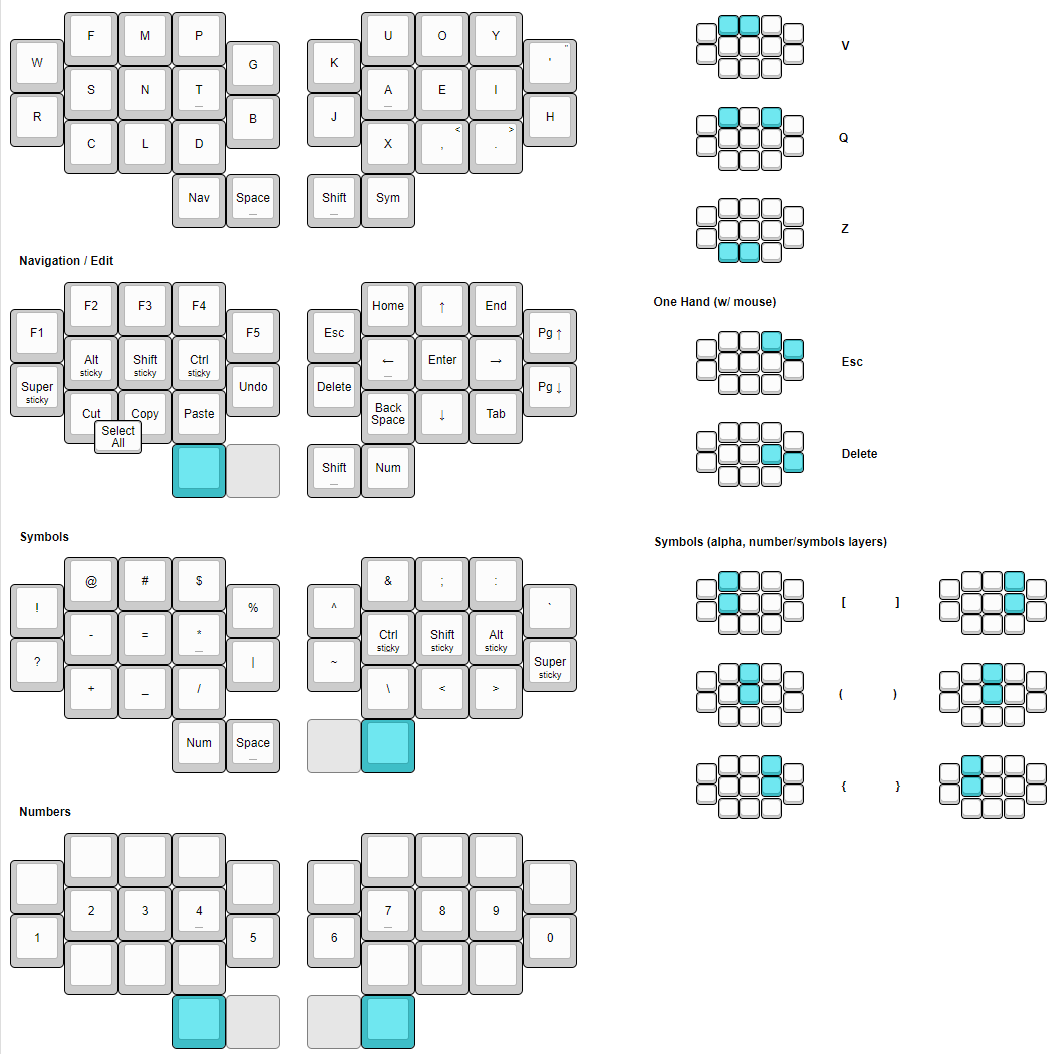 F M P
W G
S N T
R B
C L D
Nav Space
U O Y
K " '
A E I
J H
X < , > .
Shift Sym
Navigation / Edit
F2 F3 F4
F1 F5
Alt sticky Shift sticky Ctrl sticky
Super sticky Undo
Cut Copy Paste
Select
All
Home ↑ End
Esc Pg ↑
← Enter →
Delete Pg ↓
Back
Space ↓ Tab
Shift Num
Symbols
@ # $
! %
- = *
? |
+ _ /
Num Space
& ; :
^ `
Ctrl sticky Shift sticky Alt sticky
~ Super sticky
\ < >
Numbers
2 3 4
1 5
7 8 9
6 0
V
Q
Z
One Hand (w/ mouse)
Esc
Delete
Symbols (alpha, number/symbols layers)
[ ]
( )
{ }